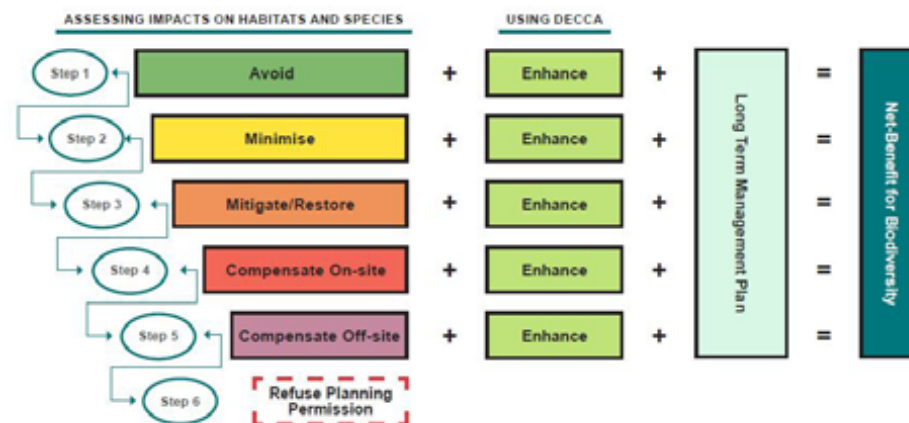 ASSESSING IMPACTS ON HABITATS AND SPECIES
USING DECCA
Step 1
Avoid
+
Enhance
+
=
Step 2
Minimise
+
Enhance
+
=
Step 3
Mitigate/Restore
+
Enhance
+
=
Step 4
Compensate On-site
+
Enhance
+
=
Step 5
Compensate Off-site
+
Enhance
+
=
Step 6
Refuse Planning
Permission
Long Term Management Plan
Net-Benefit for Biodiversity